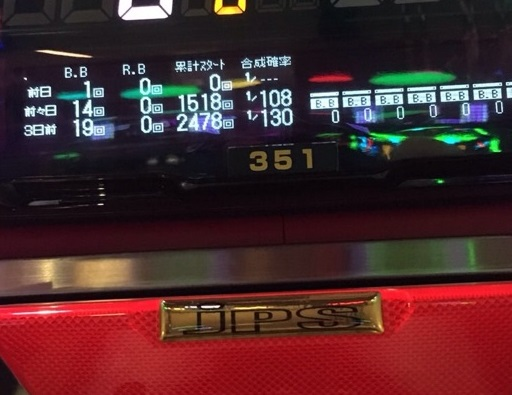 B.B R.B 累計スタート 合成確率
前日 1回 0回 0回 1/---
前々日 14回 0回 1518回 1/108
3日前 19回 0回 2478回 1/130
B.B B.B B.B B.B B.B B.B
0 0 0 0 0 0
351
jPS